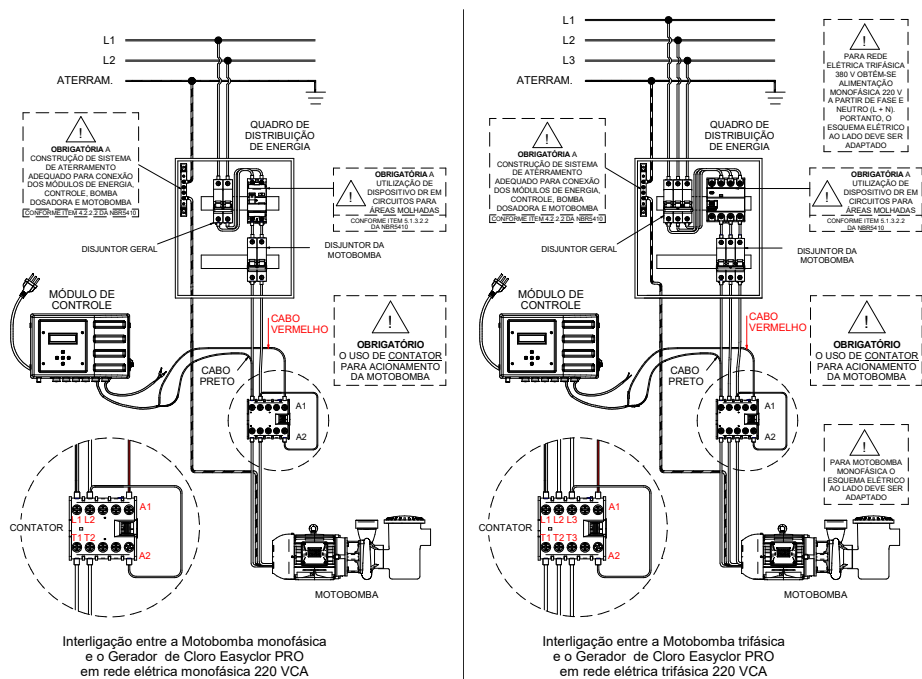 L1
L2
ATERRAM.
QUADRO DE
DISTRIBUIÇÃO
DE ENERGIA
!
OBRIGATÓRIA A
CONSTRUÇÃO DE SISTEMA
DE ATERRAMENTO
ADEQUADO PARA CONEXÃO
DOS MÓDULOS DE ENERGIA,
CONTROLE, BOMBA
DOSADORA E MOTOBOMBA
CONFORME ITEM 4.2.2.2 DA NBR5410
!
OBRIGATÓRIA A
UTILIZAÇÃO DE
DISPOSITIVO DR EM
CIRCUITOS PARA
ÁREAS MOLHADAS
CONFORME ITEM 5.1.3.2.2
DA NBR5410
DISJUNTOR GERAL
DISJUNTOR DA
MOTOBOMBA
MÓDULO DE
CONTROLE
CABO
VERMELHO
CABO
PRETO
!
OBRIGATÓRIO
O USO DE CONTATOR
PARA ACIONAMENTO
DA MOTOBOMBA
A1
A2
CONTATOR
L1 L2
A1
T1 T2
A2
MOTOBOMBA
Interligação entre a Motobomba monofásica
e o Gerador de Cloro Easyclor PRO
em rede elétrica monofásica 220 VCA
L1
L2
L3
ATERRAM.
!
PARA REDE
ELÉTRICA TRIFÁSICA
380 V OBTÉM-SE
ALIMENTAÇÃO
MONOFÁSICA 220 V
A PARTIR DE FASE E
NEUTRO (L + N).
PORTANTO, O
ESQUEMA ELÉTRICO
AO LADO DEVE SER
ADAPTADO
QUADRO DE
DISTRIBUIÇÃO
DE ENERGIA
!
OBRIGATÓRIA A
CONSTRUÇÃO DE SISTEMA
DE ATERRAMENTO
ADEQUADO PARA CONEXÃO
DOS MÓDULOS DE ENERGIA,
CONTROLE, BOMBA
DOSADORA E MOTOBOMBA
CONFORME ITEM 4.2.2.2 DA NBR5410
!
OBRIGATÓRIA A
UTILIZAÇÃO DE
DISPOSITIVO DR EM
CIRCUITOS PARA
ÁREAS MOLHADAS
CONFORME ITEM 5.1.3.2.2
DA NBR5410
DISJUNTOR GERAL
DISJUNTOR DA
MOTOBOMBA
MÓDULO DE
CONTROLE
CABO
VERMELHO
CABO
PRETO
!
OBRIGATÓRIO
O USO DE CONTATOR
PARA ACIONAMENTO
DA MOTOBOMBA
A1
A2
!
PARA MOTOBOMBA
MONOFÁSICA O
ESQUEMA ELÉTRICO
AO LADO DEVE SER
ADAPTADO
CONTATOR
L1 L2 L3
A1
T1 T2 T3
A2
MOTOBOMBA
Interligação entre a Motobomba trifásica
e o Gerador de Cloro Easyclor PRO
em rede elétrica trifásica 220 VCA